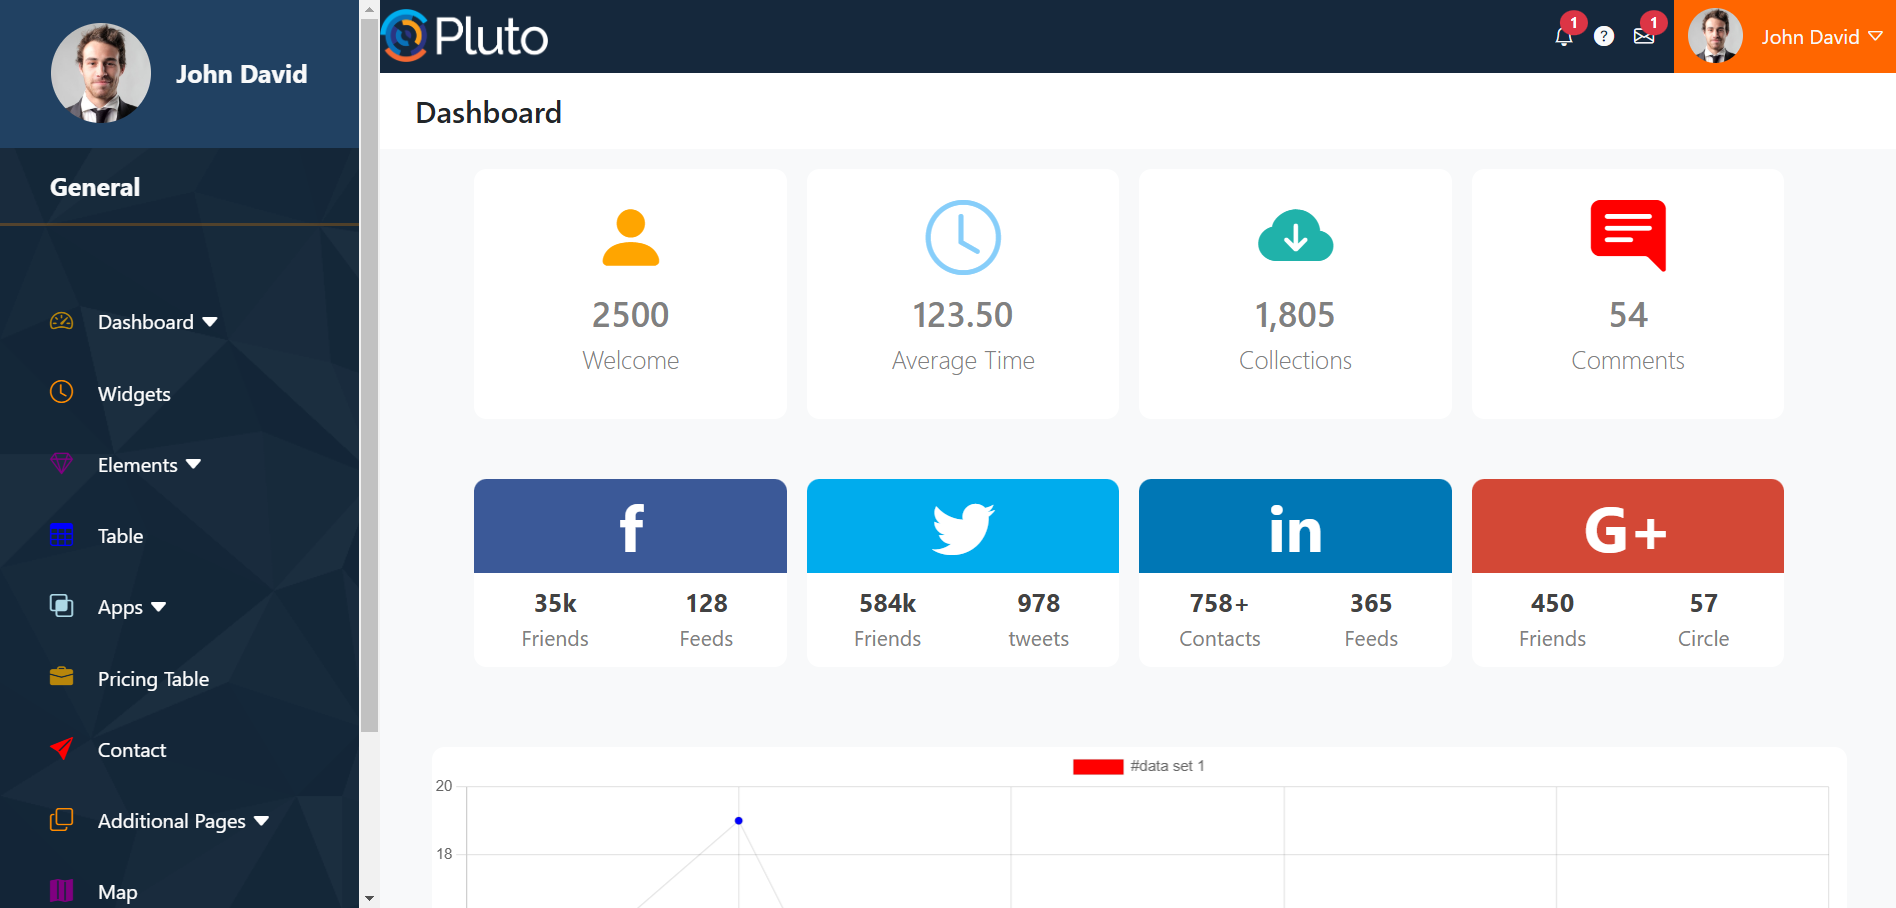 John David
General
Dashboard
Widgets
Elements
Table
Apps
Pricing Table
Contact
Additional Pages
Map
Pluto
1
?
1
John David
Dashboard
2500
Welcome
123.50
Average Time
1,805
Collections
54
Comments
f
35k 128
Friends Feeds
584k 978
Friends tweets
in
758+ 365
Contacts Feeds
G+
450 57
Friends Circle
#data set 1
20
18